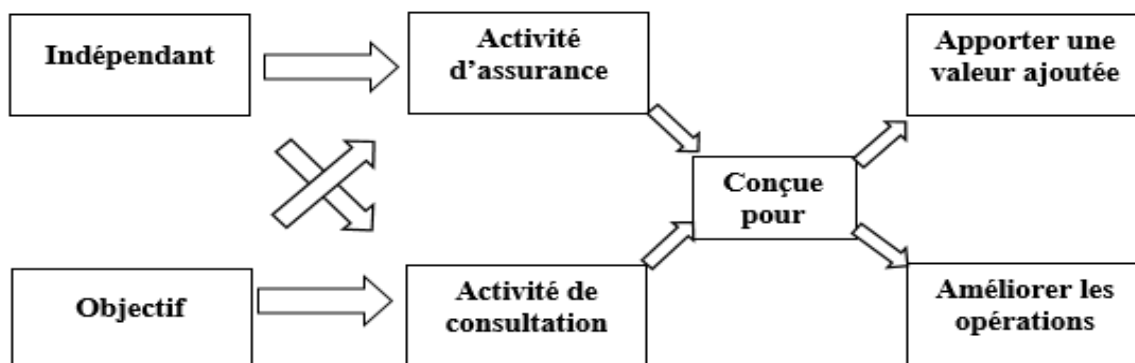 Indépendant
Activité
d’assurance
Apporter une
valeur ajoutée
Conçue
pour
Objectif
Activité de
consultation
Améliorer les
opérations